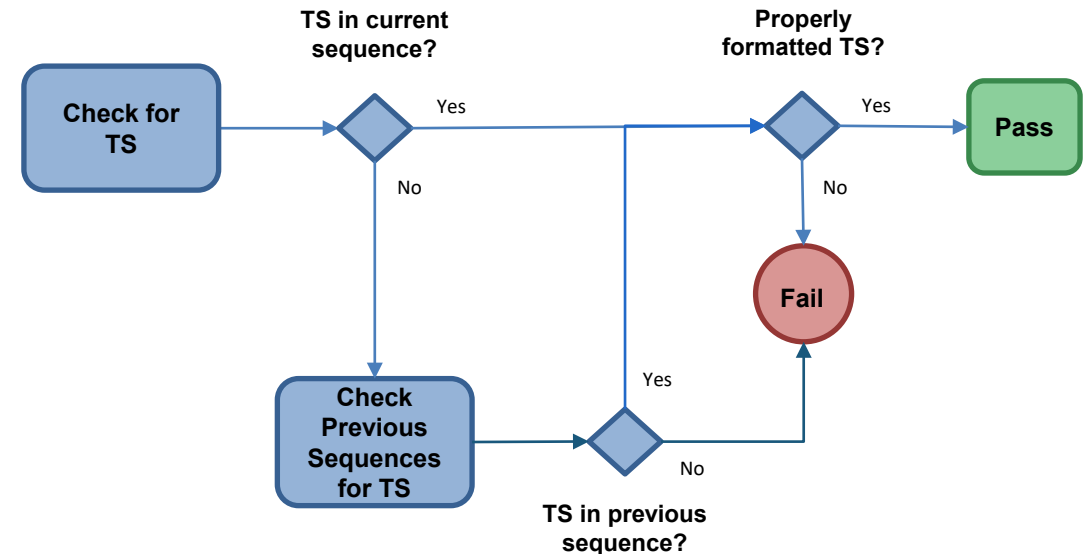 TS in current
sequence?
Properly
formatted TS?
Check for
TS
Yes
Yes
Pass
No
No
Fail
Check
Previous
Sequences
for TS
Yes
No
TS in previous
sequence?